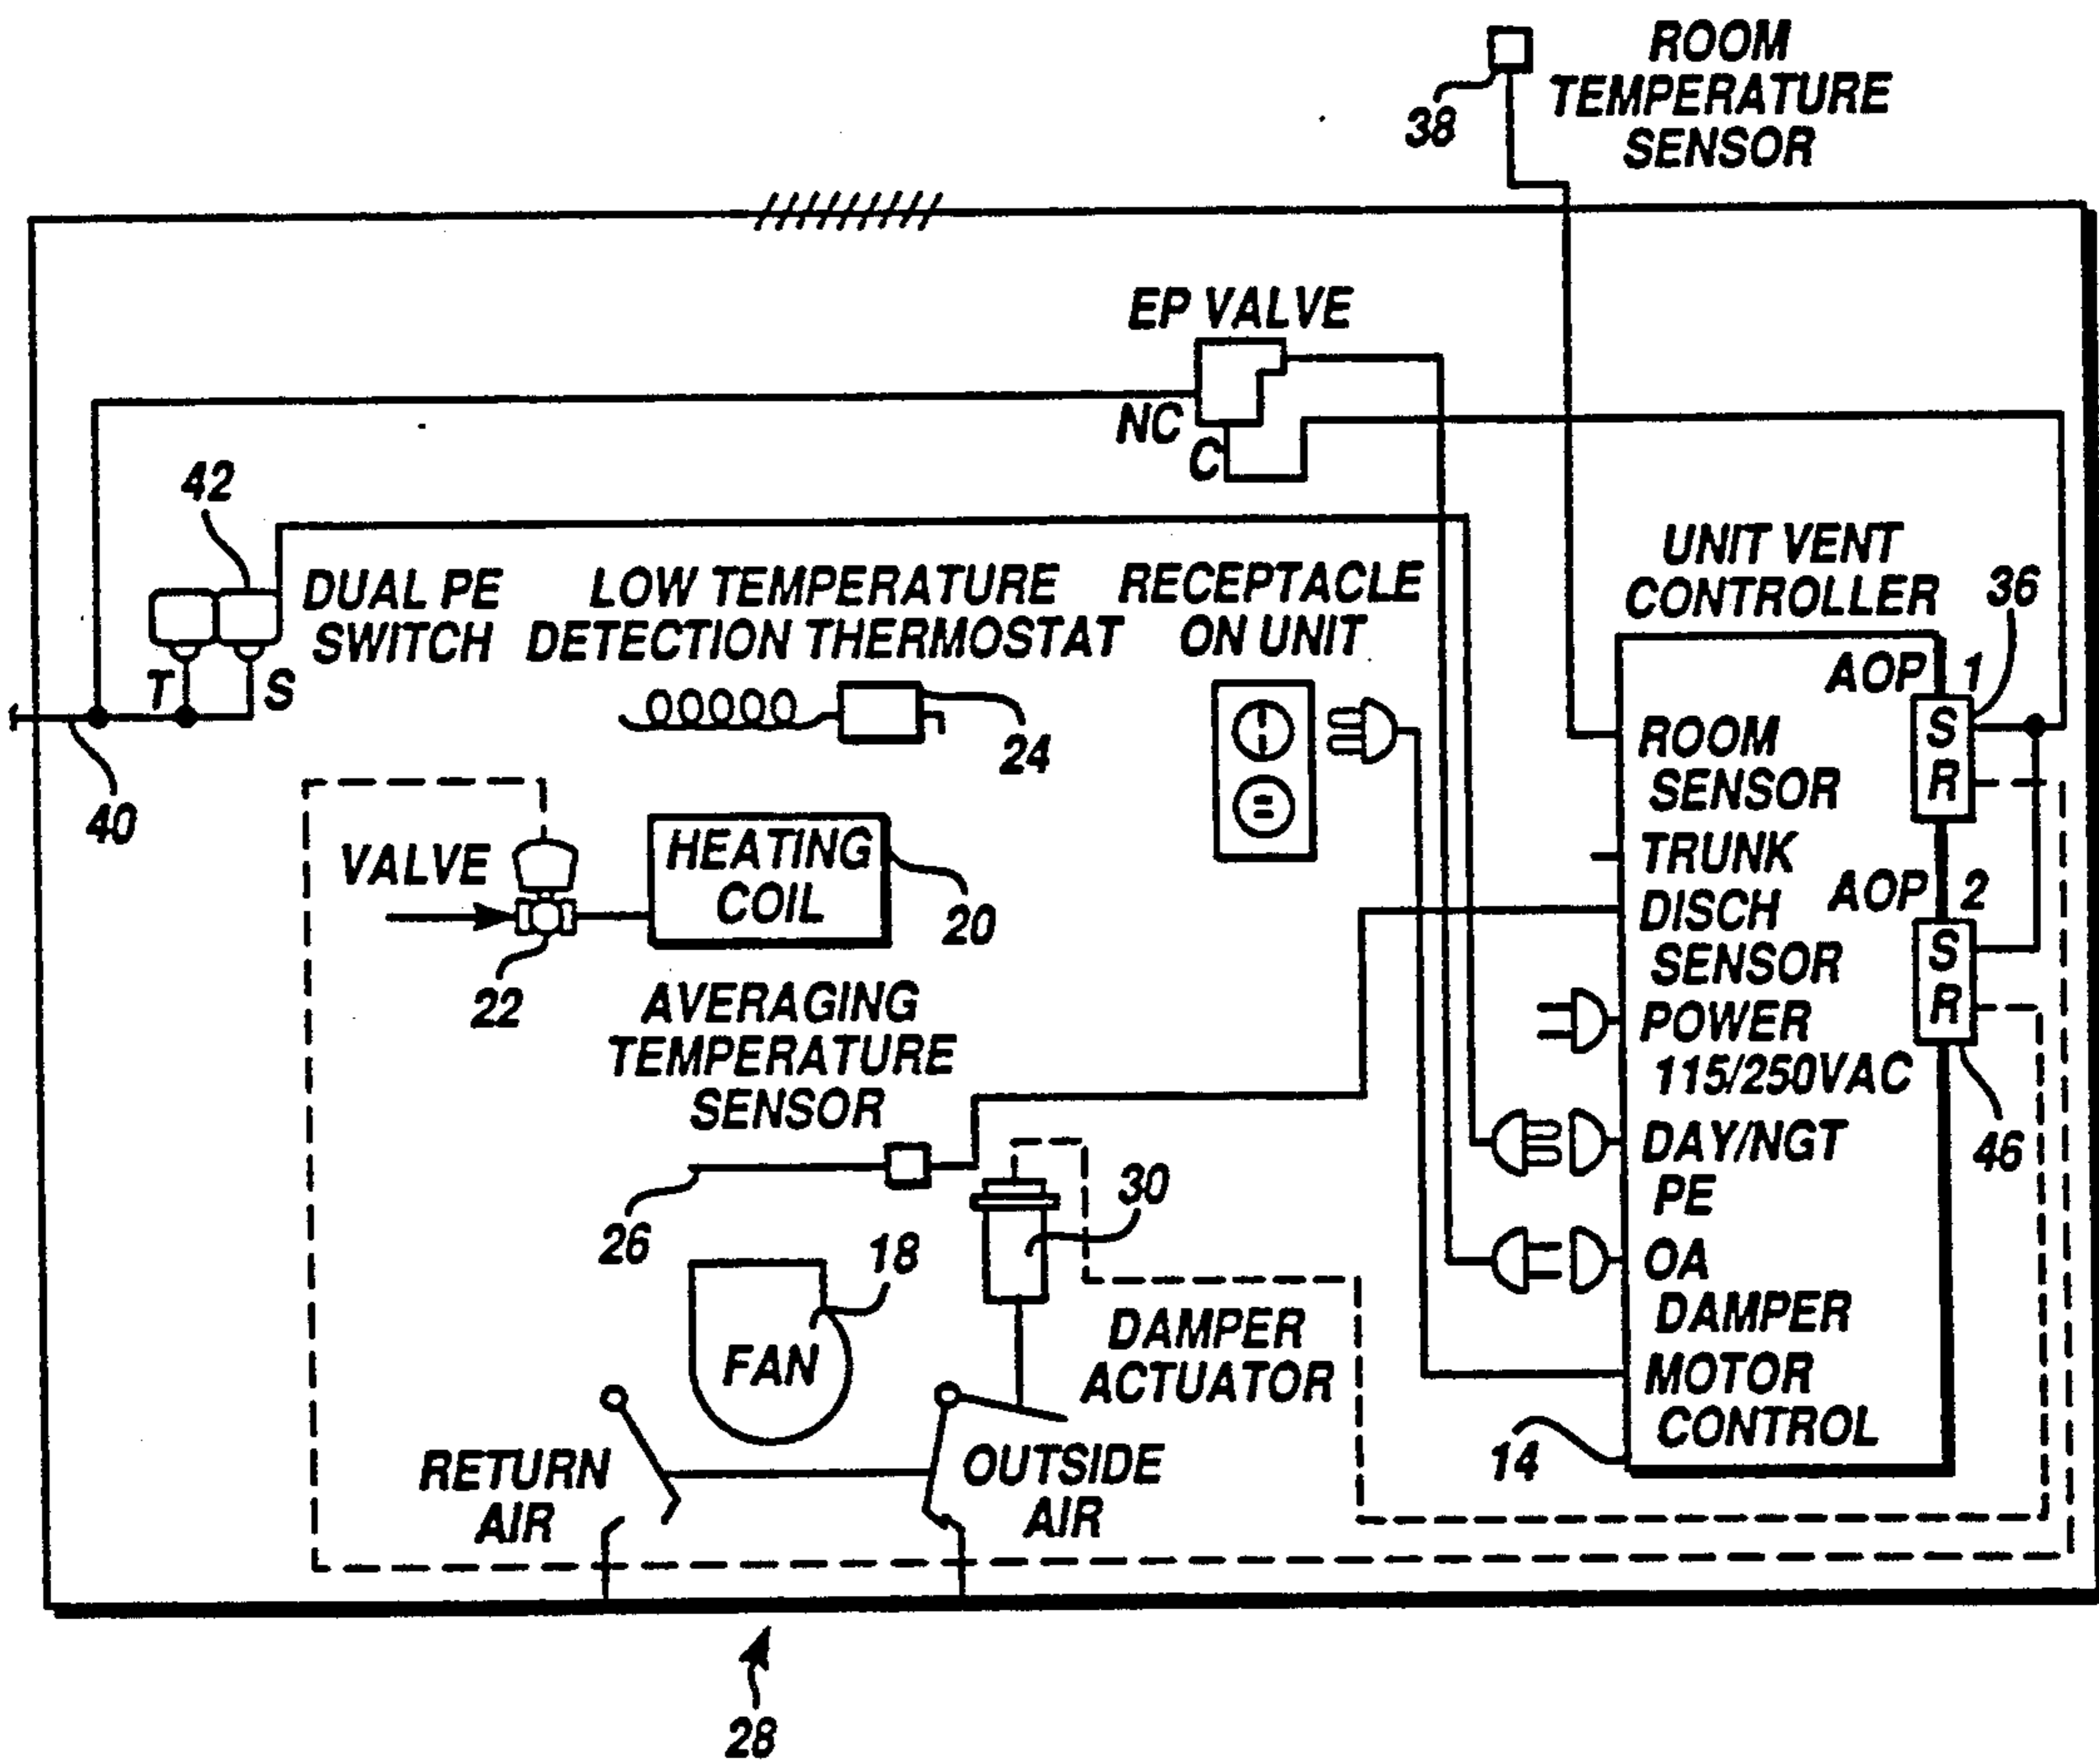 ROOM
TEMPERATURE
SENSOR
38
EP VALVE
NC
C
42
DUAL PE
SWITCH
T
S
40
LOW TEMPERATURE
DETECTION THERMOSTAT
24
RECEPTACLE
ON UNIT
UNIT VENT
CONTROLLER
36
AOP 1
S
R
ROOM
SENSOR
TRUNK
AOP 2
S
R
DISCH
SENSOR
POWER
115/250VAC
46
DAY/NGT
PE
OA
DAMPER
MOTOR
CONTROL
14
VALVE
22
HEATING
COIL
20
AVERAGING
TEMPERATURE
SENSOR
26
30
18
FAN
DAMPER
ACTUATOR
RETURN
AIR
OUTSIDE
AIR
28